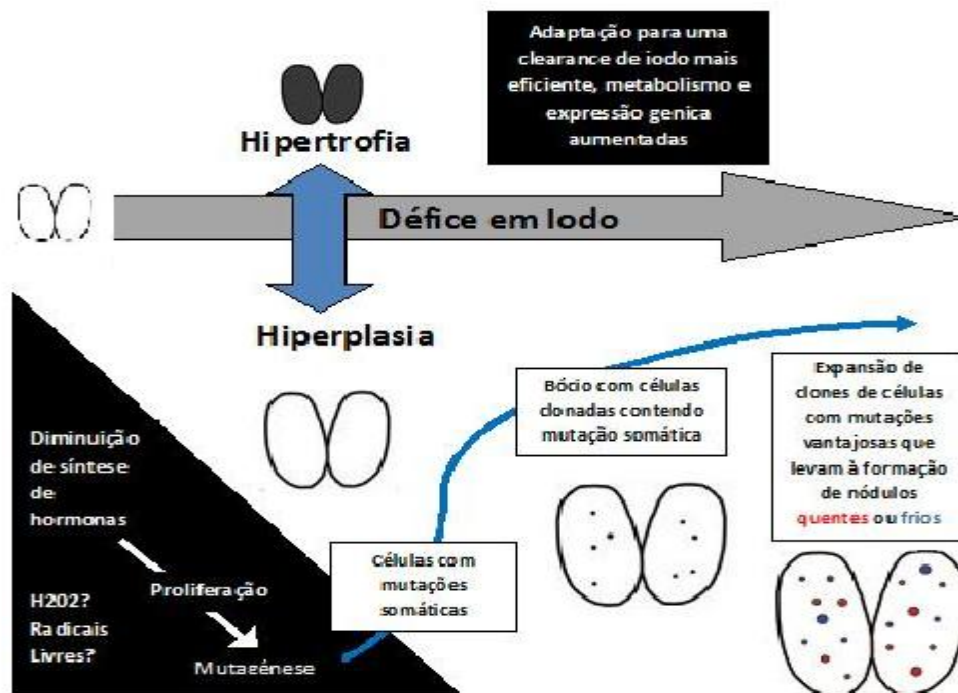 Adaptação para uma
clearance de iodo mais
eficiente, metabolismo e
expressão genica
aumentadas
Hipertrofia
Défice em Iodo
Hiperplasia
Diminuição
de síntese
de
hormonas
Proliferação
H2O2?
Radicais
Livres?
Mutagénese
Células com
mutações
somáticas
Bócio com células
clonadas contendo
mutação somática
Expansão de
clones de células
com mutações
vantajosas que
levam à formação
de nódulos
quentes ou frios